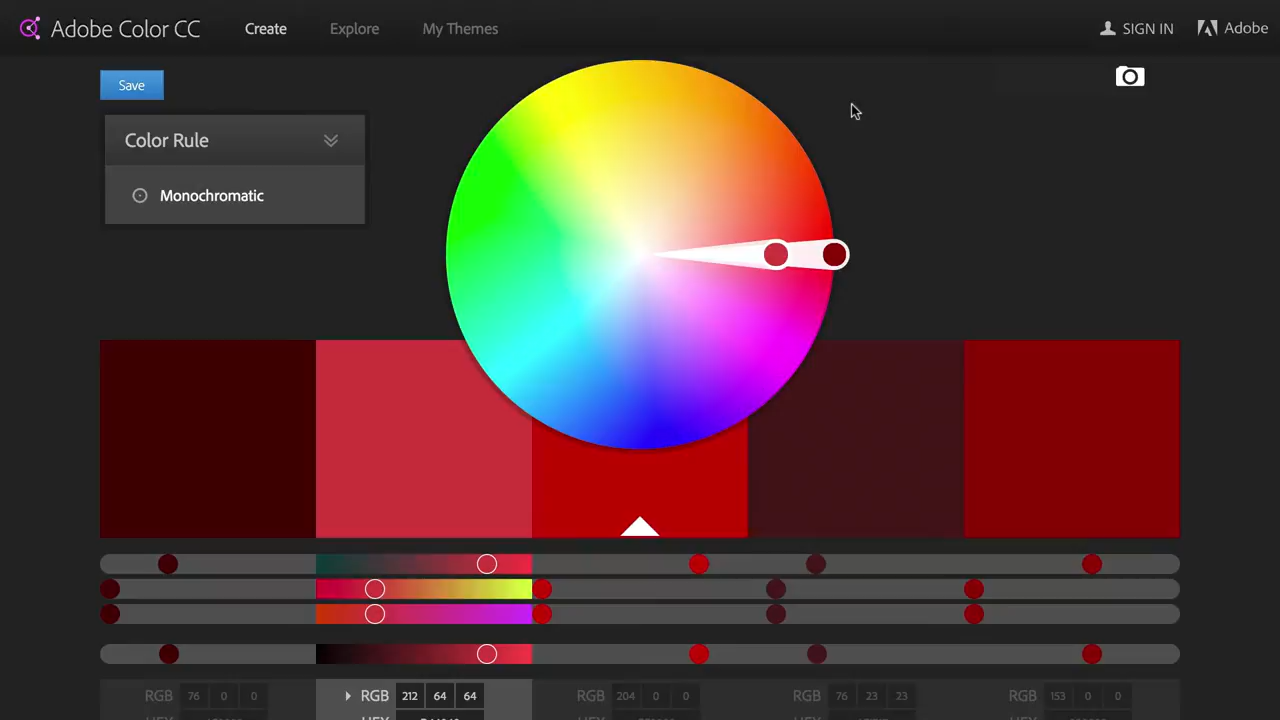 Adobe Color CC Create Explore My Themes SIGN IN Adobe
Save
Color Rule
Monochromatic
RGB 76 0 0 RGB 212 64 64 RGB 204 0 0 RGB 76 23 23 RGB 153 0 0